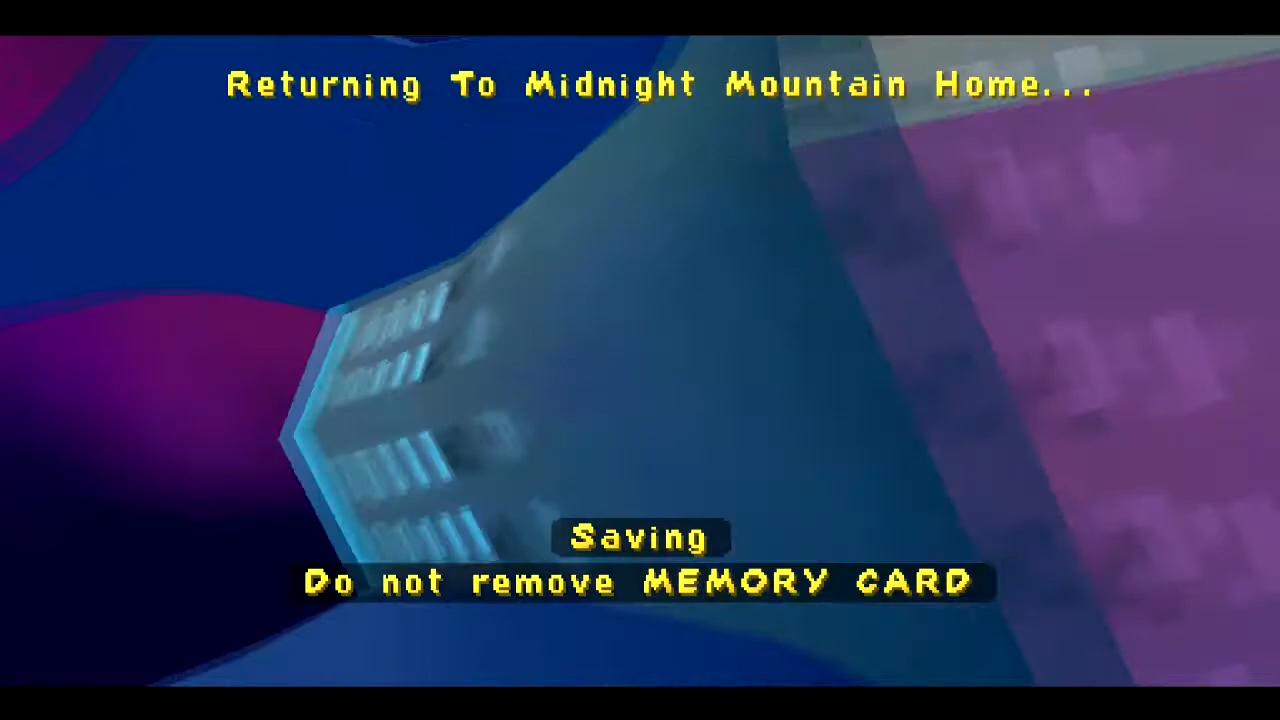 Returning To Midnight Mountain Home...
Saving
Do not remove MEMORY CARD